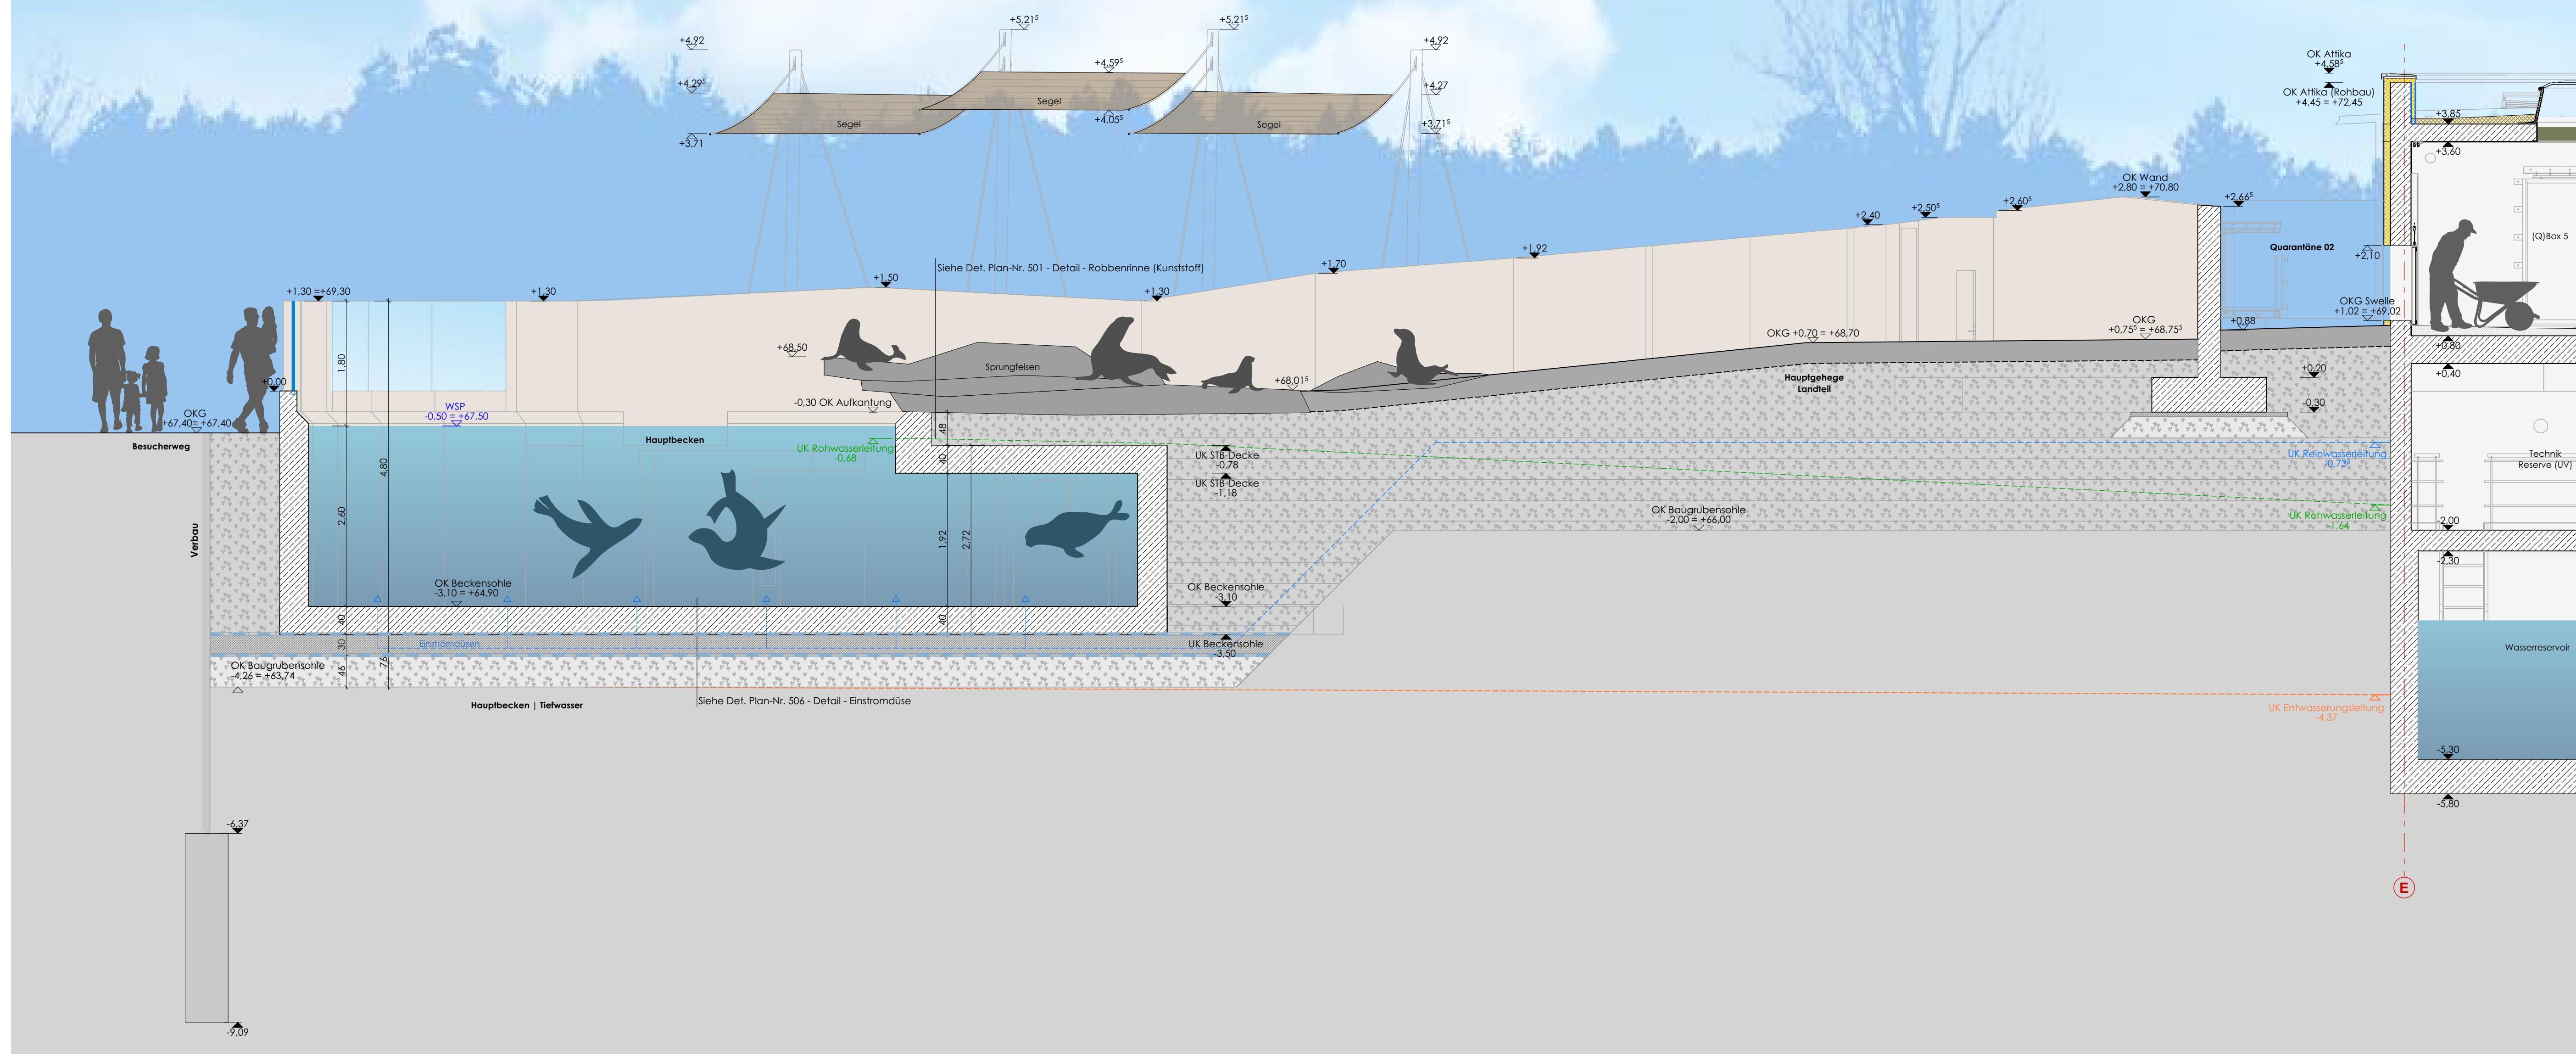 +5,21⁵
+5,21⁵
+4,92
+4,92
+4,59⁵
+4,29⁵
+4,27
Segel
+4,05⁵
Segel
Segel
+3,71
+3,71⁵
OK Attika
+4,58⁵
OK Attika (Rohbau)
+4,45 = +72,45
+3,85
+3,60
OK Wand
+2,80 = +70,80
+2,66⁵
+2,60⁵
+2,50⁵
+2,40
Quarantäne 02
+2,10
(Q)Box 5
+1,92
+1,70
Siehe Det. Plan-Nr. 501 - Detail - Robbenrinne (Kunststoff)
+1,50
+1,30 =+69,30
+1,30
+1,30
OKG Swelle
+1,02 = +69,02
OKG
+0,75⁵ = +68,75⁵
+0,88
OKG +0,70 = +68,70
+68,50
1,80
Sprungfelsen
+0,80
+0,40
+0,20
-0,30
+68,01⁵
Hauptgehege
Landteil
+0,00
-0,30 OK Aufkantung
WSP
-0,50 = +67,50
OKG
+67,40= +67,40
Besucherweg
Hauptbecken
UK Rohwasserleitung
-0,68
48
40
UK STB-Decke
-0,78
UK STB-Decke
-1,18
UK Reinwasserleitung
-0,73
Technik
Reserve (UV)
4,80
2,60
1,92
2,72
OK Baugrubensohle
-2,00 = +66,00
UK Rohwasserleitung
-1,64
-2,00
-2,30
Verbau
OK Beckensohle
-3,10 = +64,90
OK Beckensohle
-3,10
40
40
30
46
76
Einströmdüsen
UK Beckensohle
-3,50
Wasserreservoir
OK Baugrubensohle
-4,26 = +63,74
Hauptbecken | Tiefwasser
Siehe Det. Plan-Nr. 506 - Detail - Einstromdüse
UK Entwasserungsleitung
-4,37
-5,30
-5,80
-6,37
E
-9,09